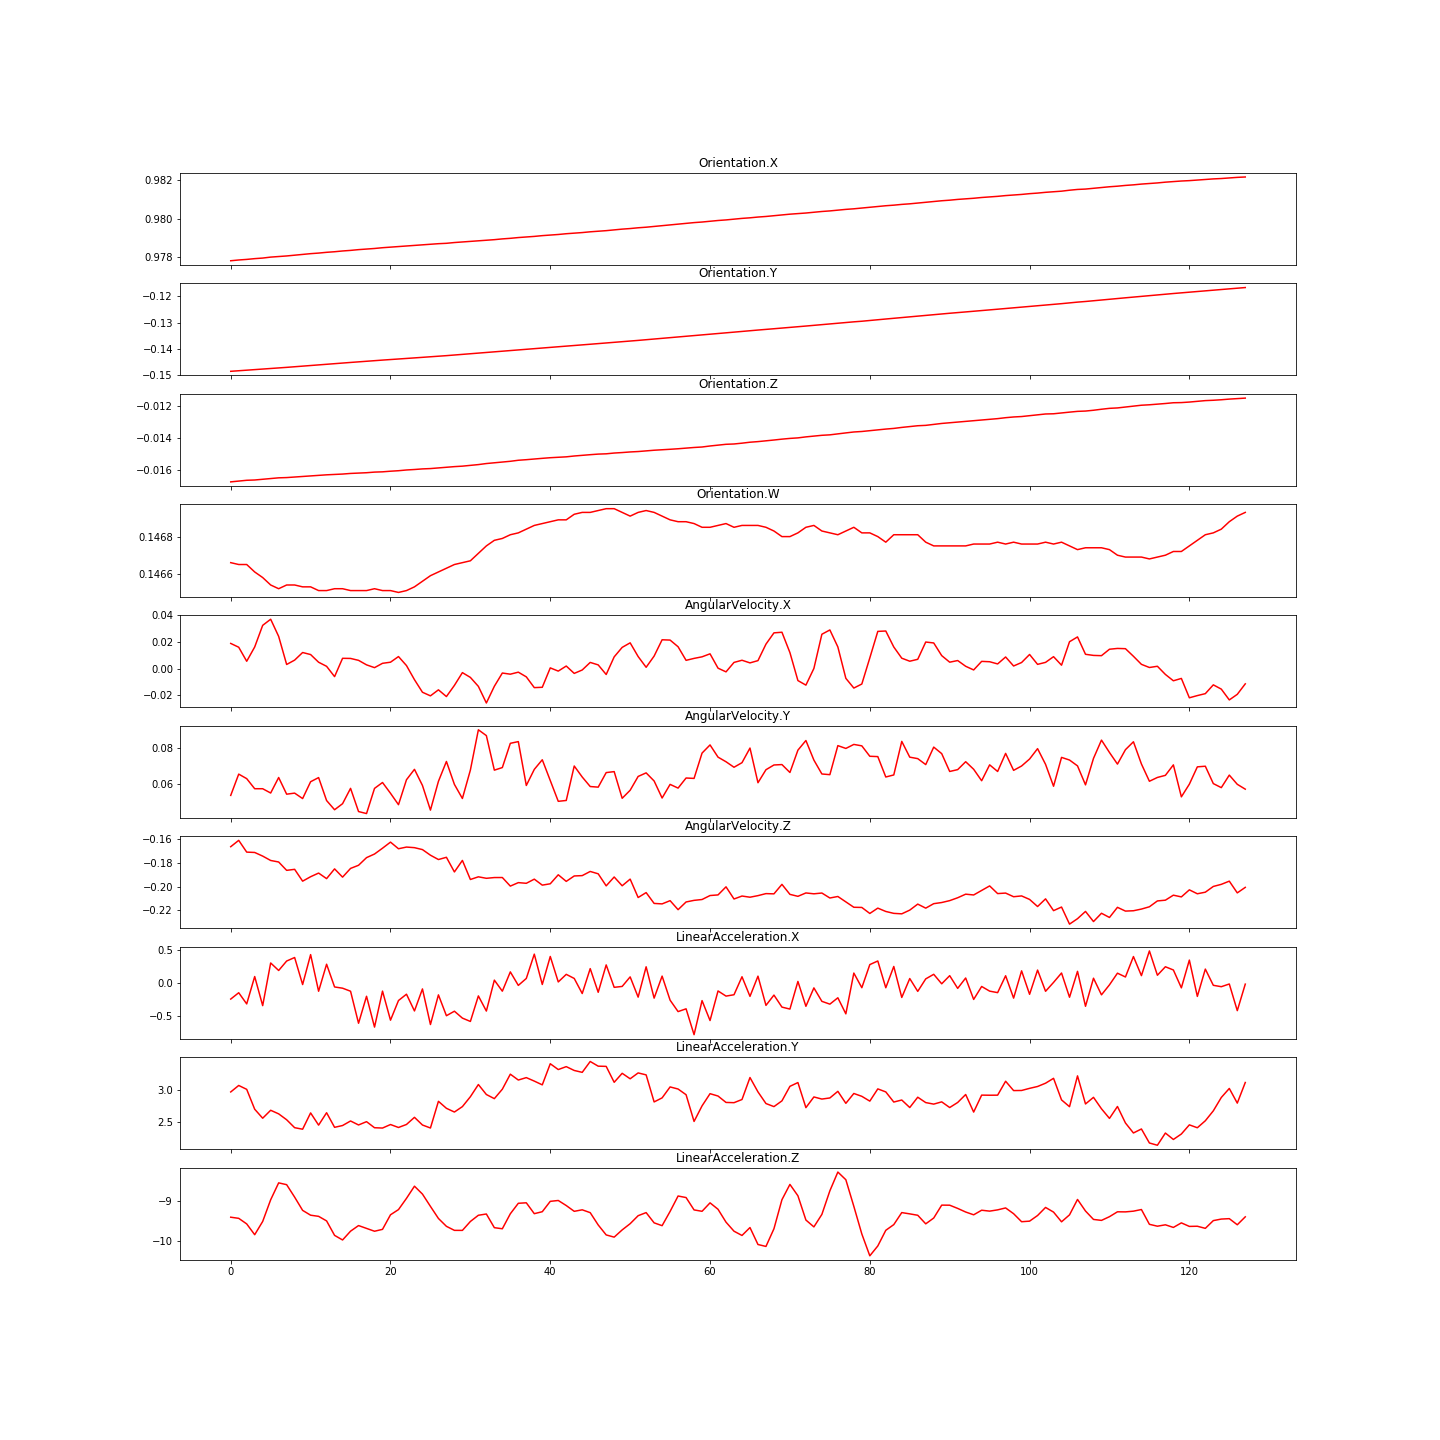 Orientation.X
0.982
0.980
0.978
Orientation.Y
−0.12
−0.13
−0.14
−0.15
Orientation.Z
−0.012
−0.014
−0.016
Orientation.W
0.1468
0.1466
AngularVelocity.X
0.04
0.02
0.00
−0.02
AngularVelocity.Y
0.08
0.06
AngularVelocity.Z
−0.16
−0.18
−0.20
−0.22
LinearAcceleration.X
0.5
0.0
−0.5
LinearAcceleration.Y
3.0
2.5
LinearAcceleration.Z
−9
−10
0 20 40 60 80 100 120